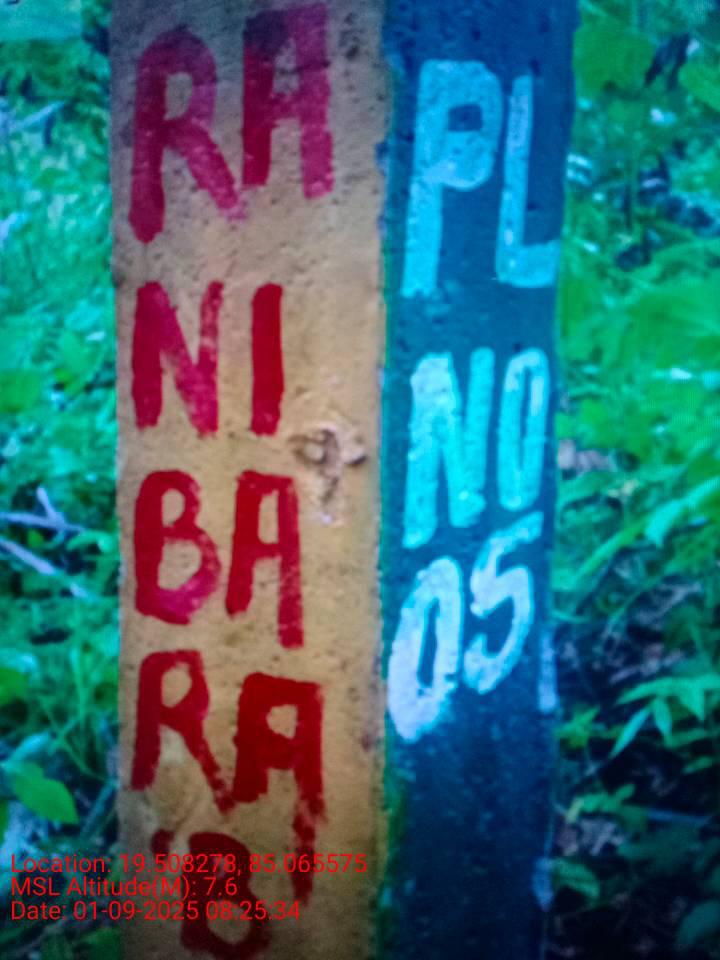 RA
NI
BA
RA
'B'
PL
NO
05
Location: 19.508278, 85.065575
MSL Altitude(M): 7.6
Date: 01-09-2025 08:25:34